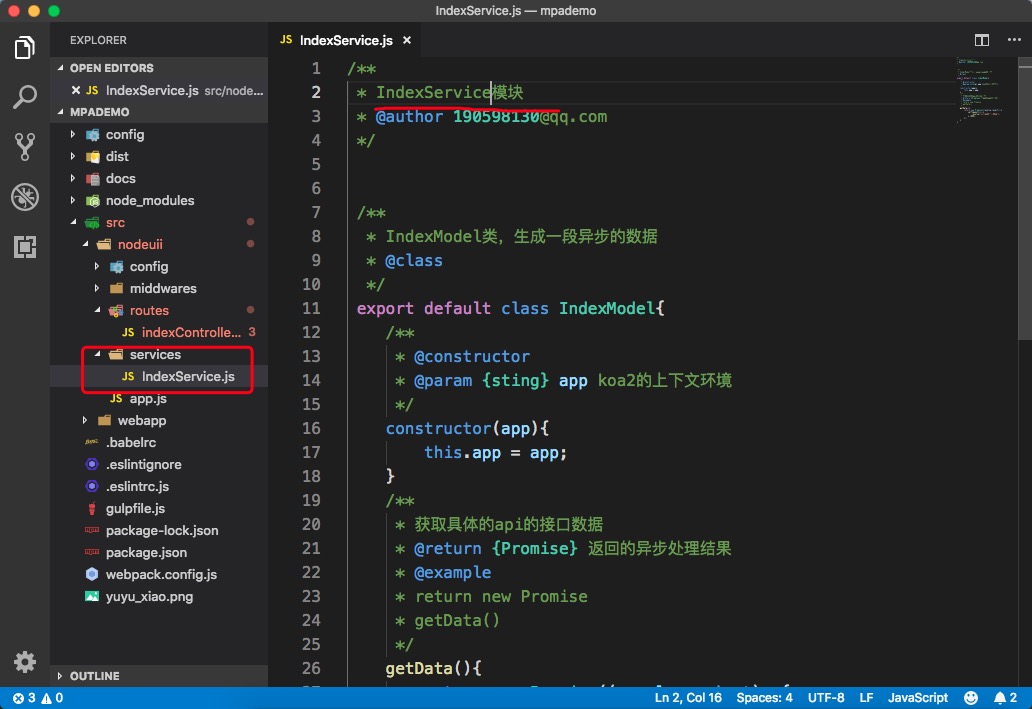 IndexService.js — mpademo
EXPLORER
OPEN EDITORS
JS IndexService.js src/node...
MPADEMO
config
dist
docs
node_modules
src
nodeuii
config
middwares
routes
JS indexControlle... 3
services
JS IndexService.js
JS app.js
webapp
.babelrc
.eslintignore
.eslintrc.js
gulpfile.js
package-lock.json
package.json
webpack.config.js
yuyu_xiao.png
OUTLINE
JS IndexService.js ×
1 /**
2 * IndexService模块
3 * @author 190598130@qq.com
4 */
5
6
7 /**
8 * IndexModel类，生成一段异步的数据
9 * @class
10 */
11 export default class IndexModel{
12 /**
13 * @constructor
14 * @param {sting} app koa2的上下文环境
15 */
16 constructor(app){
17 this.app = app;
18 }
19 /**
20 * 获取具体的api的接口数据
21 * @return {Promise} 返回的异步处理结果
22 * @example
23 * return new Promise
24 * getData()
25 */
26 getData(){
3 0
Ln 2, Col 16 Spaces: 4 UTF-8 LF JavaScript 2